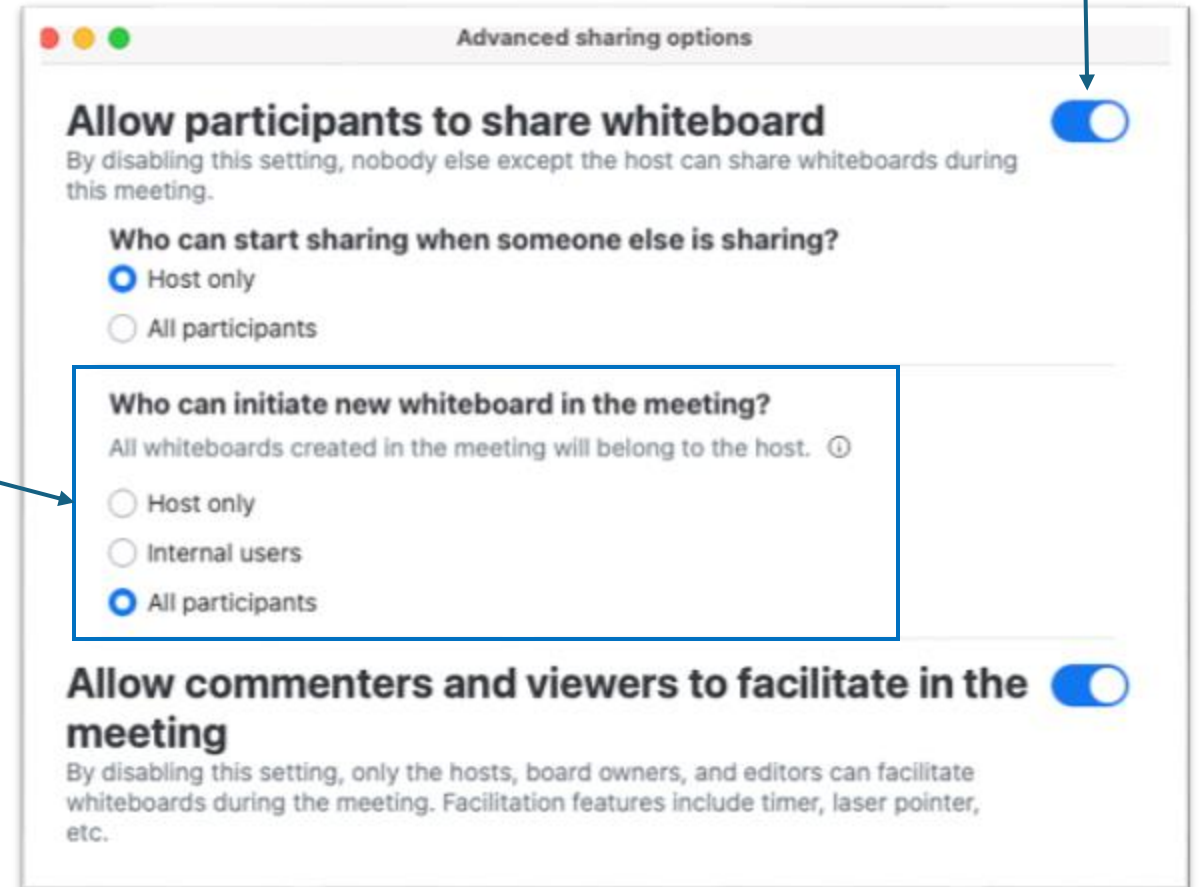 Advanced sharing options
Allow participants to share whiteboard
By disabling this setting, nobody else except the host can share whiteboards during
this meeting.
Who can start sharing when someone else is sharing?
Host only
All participants
Who can initiate new whiteboard in the meeting?
All whiteboards created in the meeting will belong to the host.
Host only
Internal users
All participants
Allow commenters and viewers to facilitate in the
meeting
By disabling this setting, only the hosts, board owners, and editors can facilitate
whiteboards during the meeting. Facilitation features include timer, laser pointer,
etc.